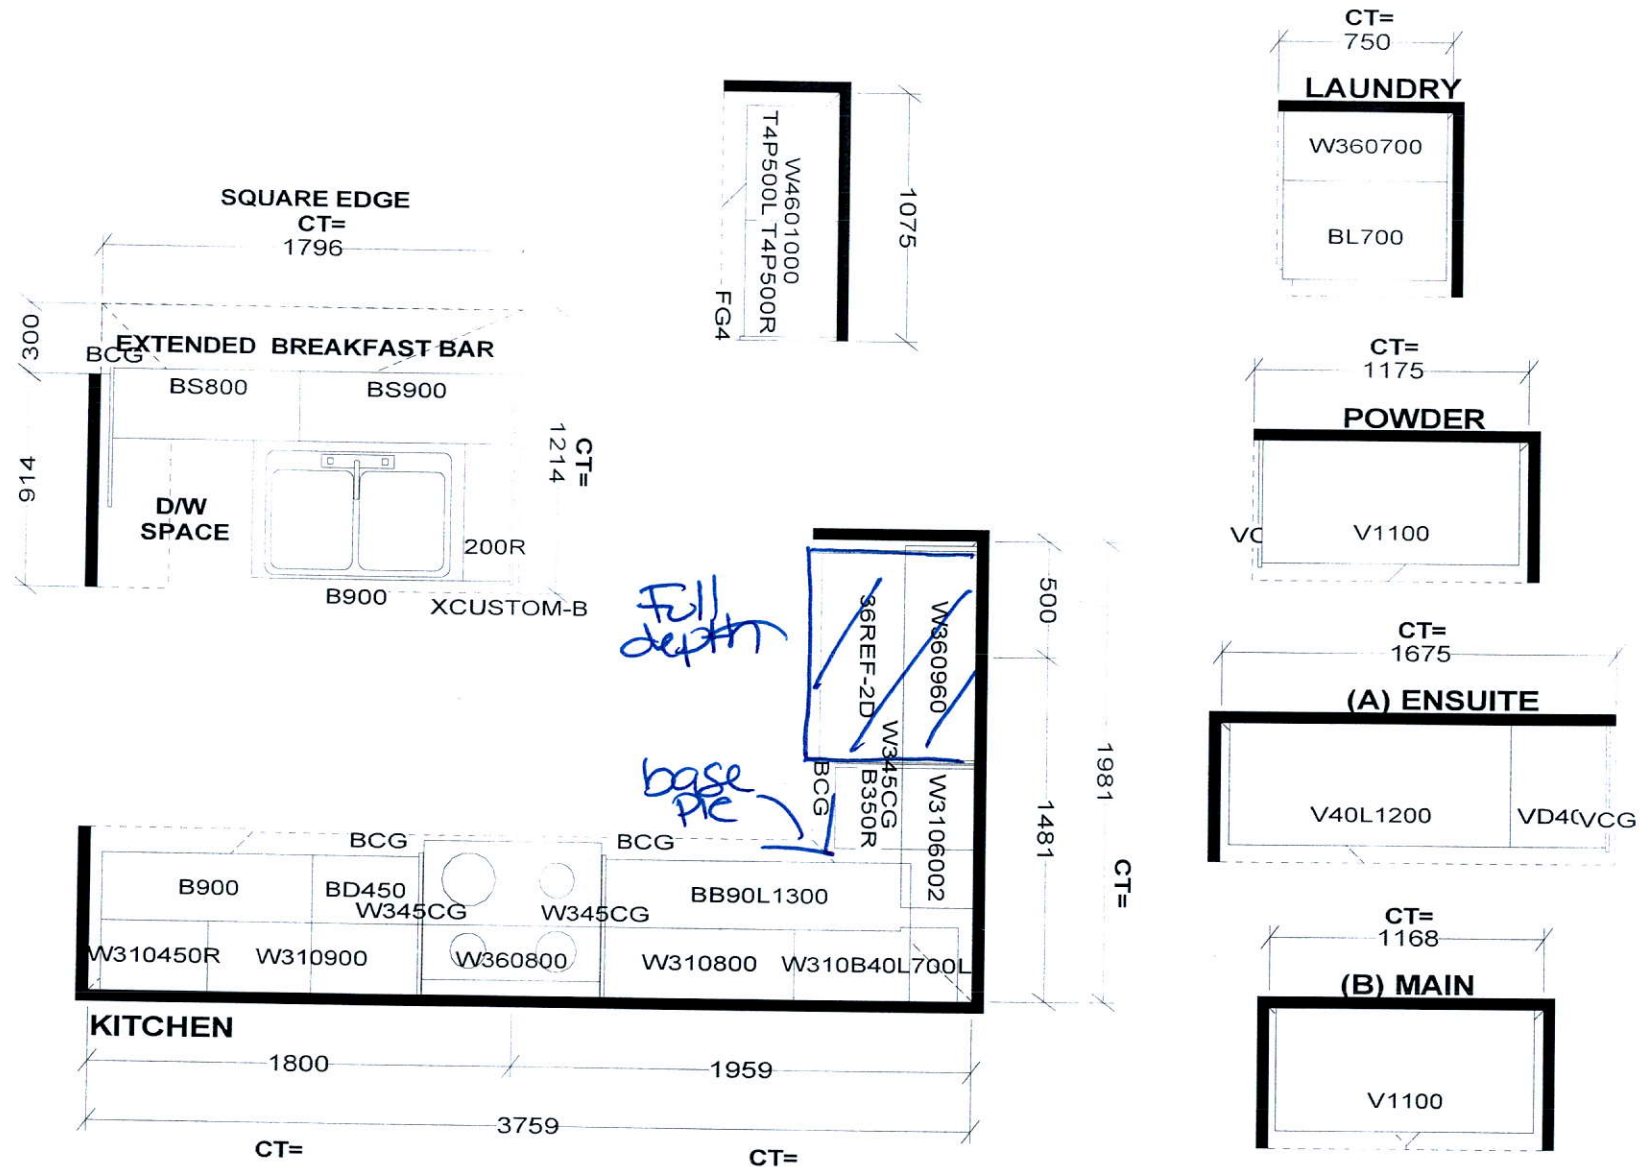 CT=
750
LAUNDRY
W360700
BL700
W4601000
T4P500L T4P500R
FG4
1075
SQUARE EDGE
CT=
1796
300
EXTENDED BREAKFAST BAR
BCG
BS800
BS900
914
D/W
SPACE
200R
B900
XCUSTOM-B
CT=
1214
CT=
1175
POWDER
VC
V1100
Full
depth
36REF-2D
W360960
500
1981
CT=
1481
W345CG
BCG
B350R
W3106002
base
pie
CT=
1675
(A) ENSUITE
V40L1200
VD40
VCG
BCG
BCG
B900
BD450
W345CG
W345CG
BB90L1300
W310450R
W310900
W360800
W310800
W310B40L700L
KITCHEN
1800
1959
3759
CT=
CT=
CT=
1168
(B) MAIN
V1100